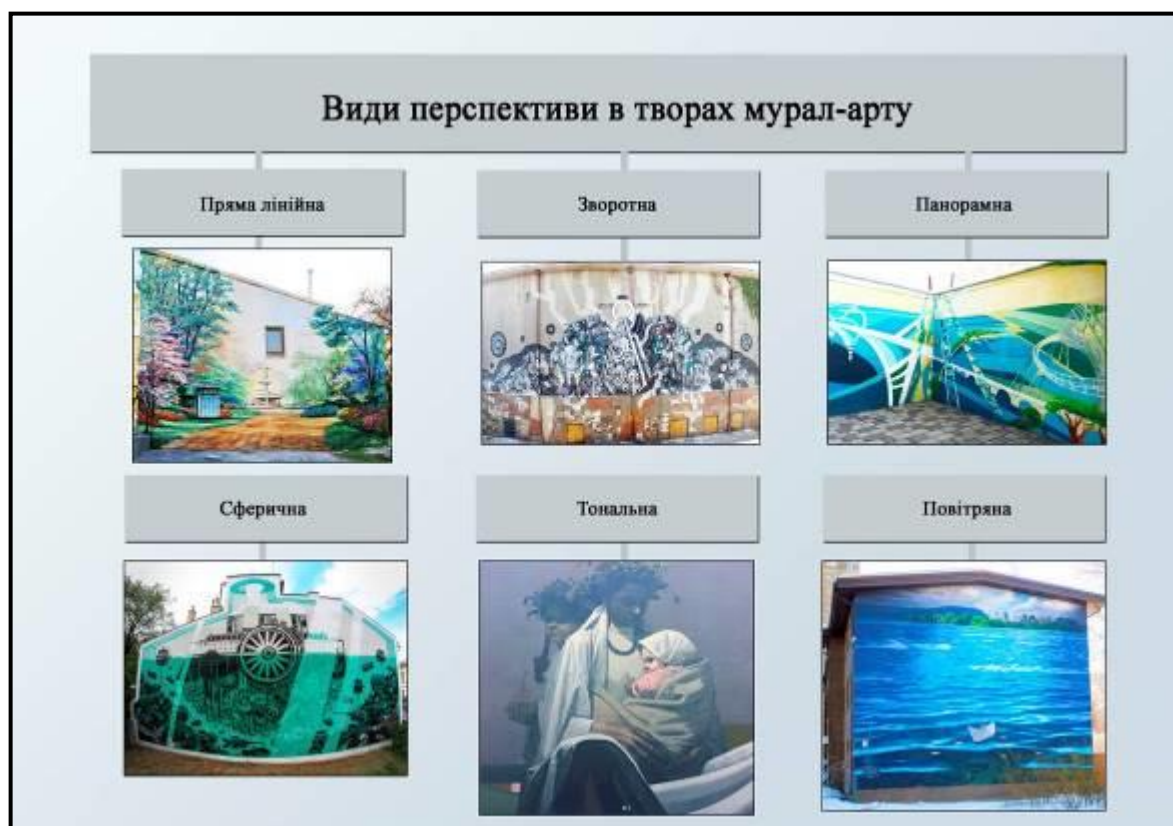 Види перспективи в творах мурал-арту
Пряма лінійна
Зворотна
Панорамна
Сферична
Тональна
Повітряна